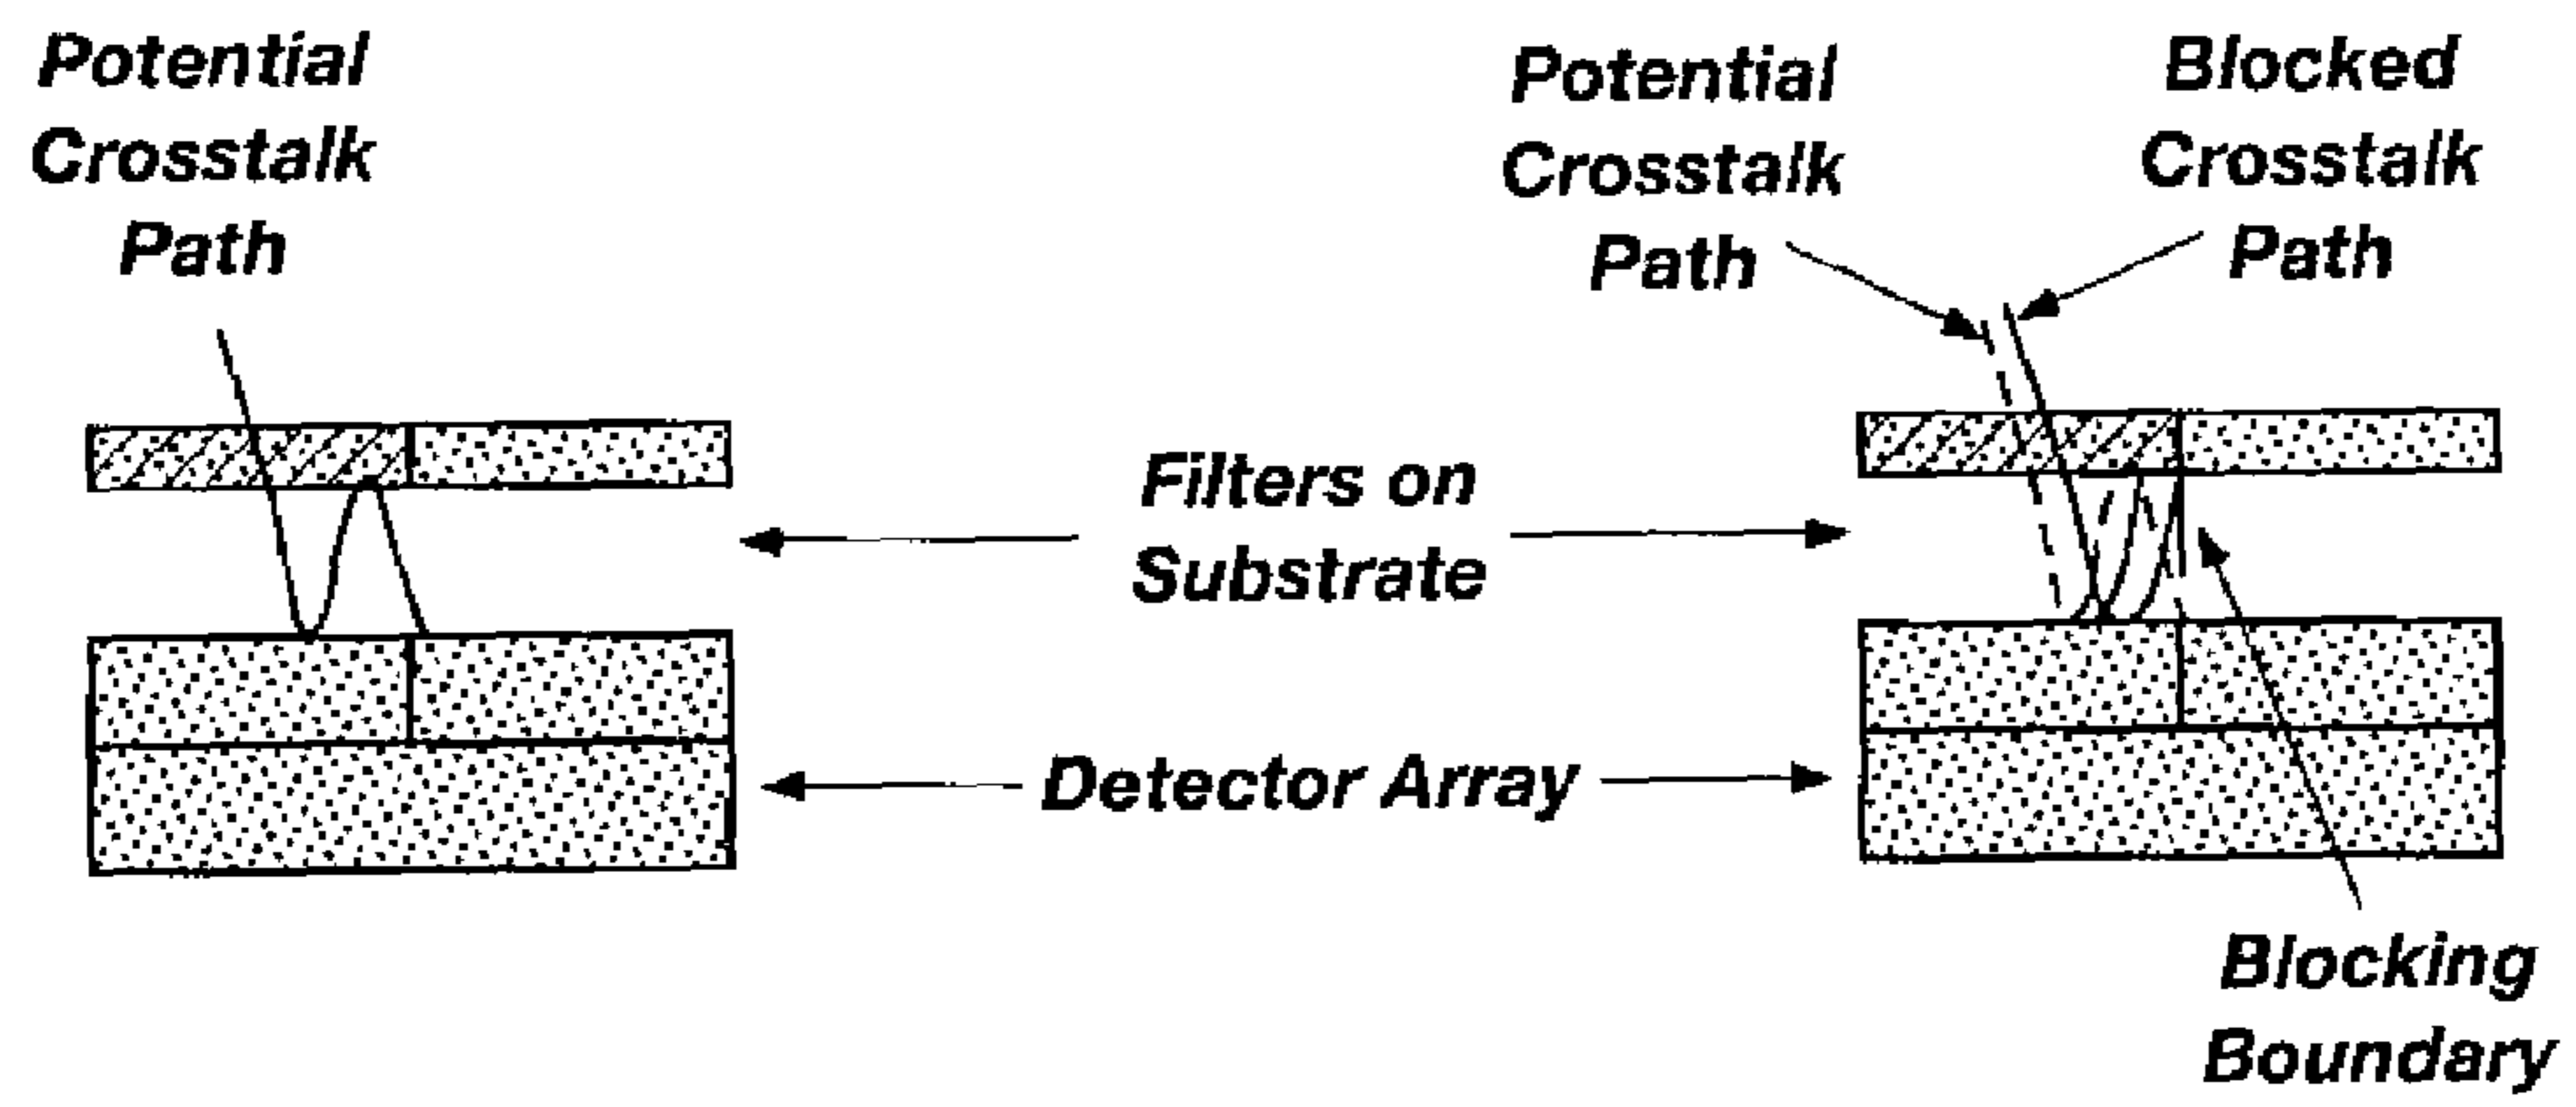 Potential
Crosstalk
Path
Potential
Crosstalk
Path
Blocked
Crosstalk
Path
Filters on
Substrate
Detector Array
Blocking
Boundary